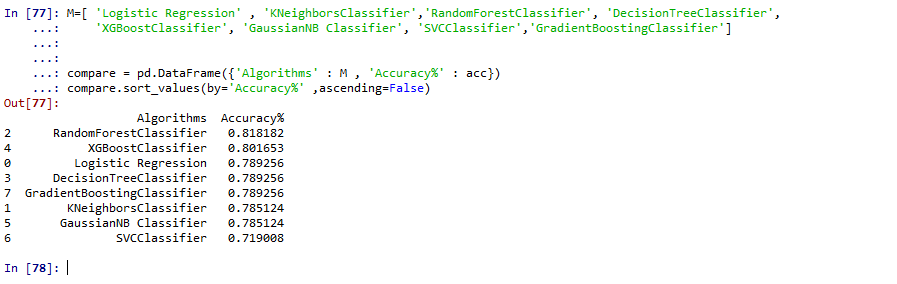 In [77]: M=[ 'Logistic Regression' , 'KNeighborsClassifier','RandomForestClassifier', 'DecisionTreeClassifier',
...: 'XGBoostClassifier', 'GaussianNB Classifier', 'SVCClassifier','GradientBoostingClassifier']
...:
...:
...: compare = pd.DataFrame({'Algorithms' : M , 'Accuracy%' : acc})
...: compare.sort_values(by='Accuracy%' ,ascending=False)
Out[77]:
Algorithms Accuracy%
2 RandomForestClassifier 0.818182
4 XGBoostClassifier 0.801653
0 Logistic Regression 0.789256
3 DecisionTreeClassifier 0.789256
7 GradientBoostingClassifier 0.789256
1 KNeighborsClassifier 0.785124
5 GaussianNB Classifier 0.785124
6 SVCClassifier 0.719008
In [78]: